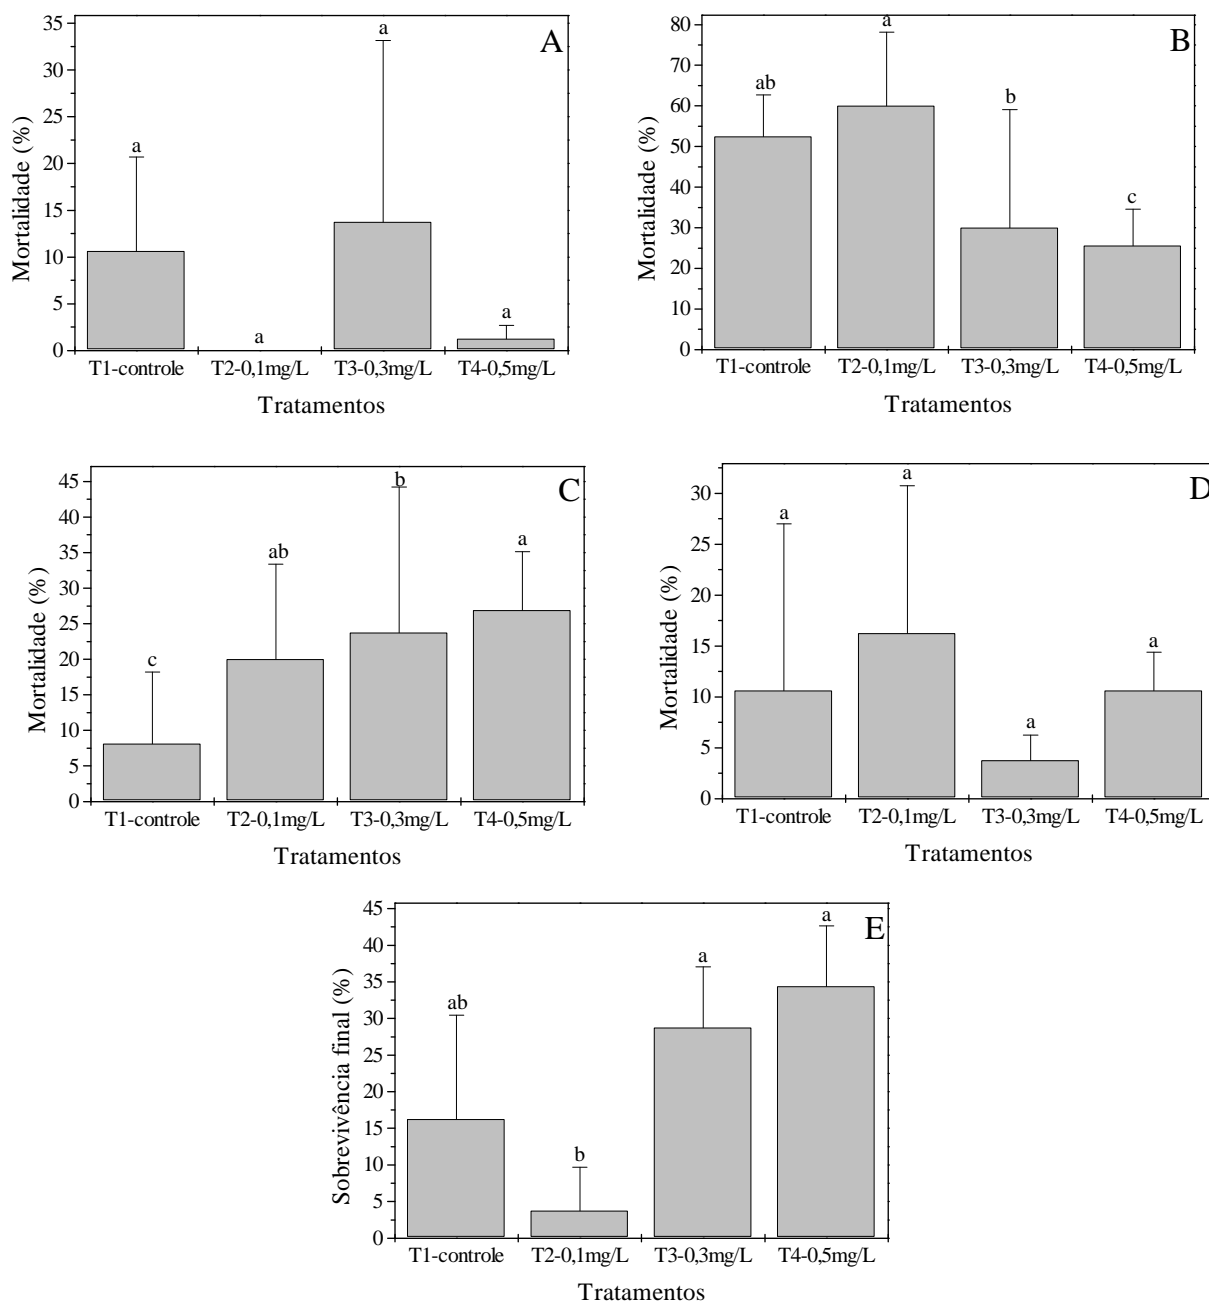 A
Mortalidade (%)
35
30
25
20
15
10
5
0
a
a
a
a
T1-controle T2-0,1mg/L T3-0,3mg/L T4-0,5mg/L
Tratamentos
B
Mortalidade (%)
80
70
60
50
40
30
20
10
0
ab
a
b
c
T1-controle T2-0,1mg/L T3-0,3mg/L T4-0,5mg/L
Tratamentos
C
Mortalidade (%)
45
40
35
30
25
20
15
10
5
0
c
ab
b
a
T1-controle T2-0,1mg/L T3-0,3mg/L T4-0,5mg/L
Tratamentos
D
Mortalidade (%)
30
25
20
15
10
5
0
a
a
a
a
T1-controle T2-0,1mg/L T3-0,3mg/L T4-0,5mg/L
Tratamentos
E
Sobrevivência final (%)
45
40
35
30
25
20
15
10
5
0
ab
b
a
a
T1-controle T2-0,1mg/L T3-0,3mg/L T4-0,5mg/L
Tratamentos